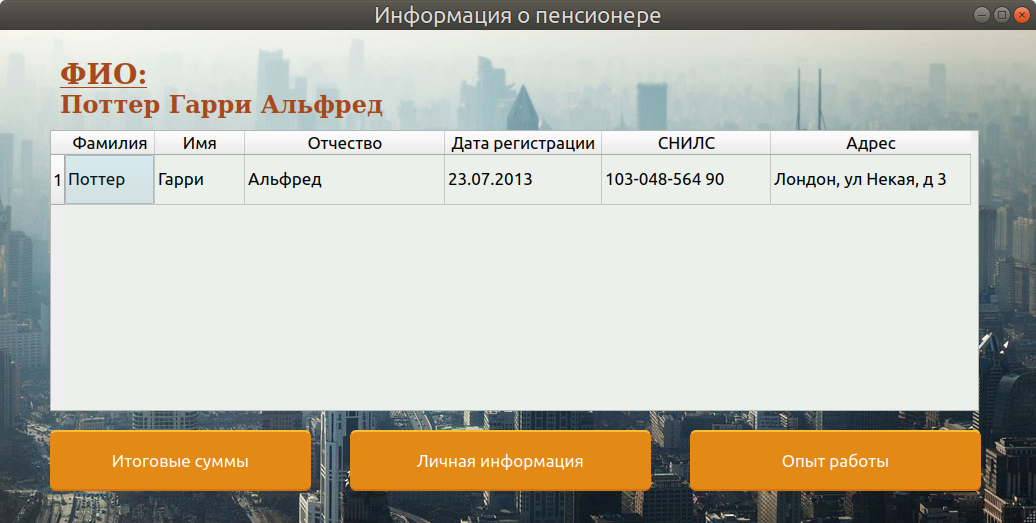 Информация о пенсионере
ФИО:
Поттер Гарри Альфред
Фамилия Имя Отчество Дата регистрации СНИЛС Адрес
1 Поттер Гарри Альфред 23.07.2013 103-048-564 90 Лондон, ул Некая, д 3
Итоговые суммы Личная информация Опыт работы